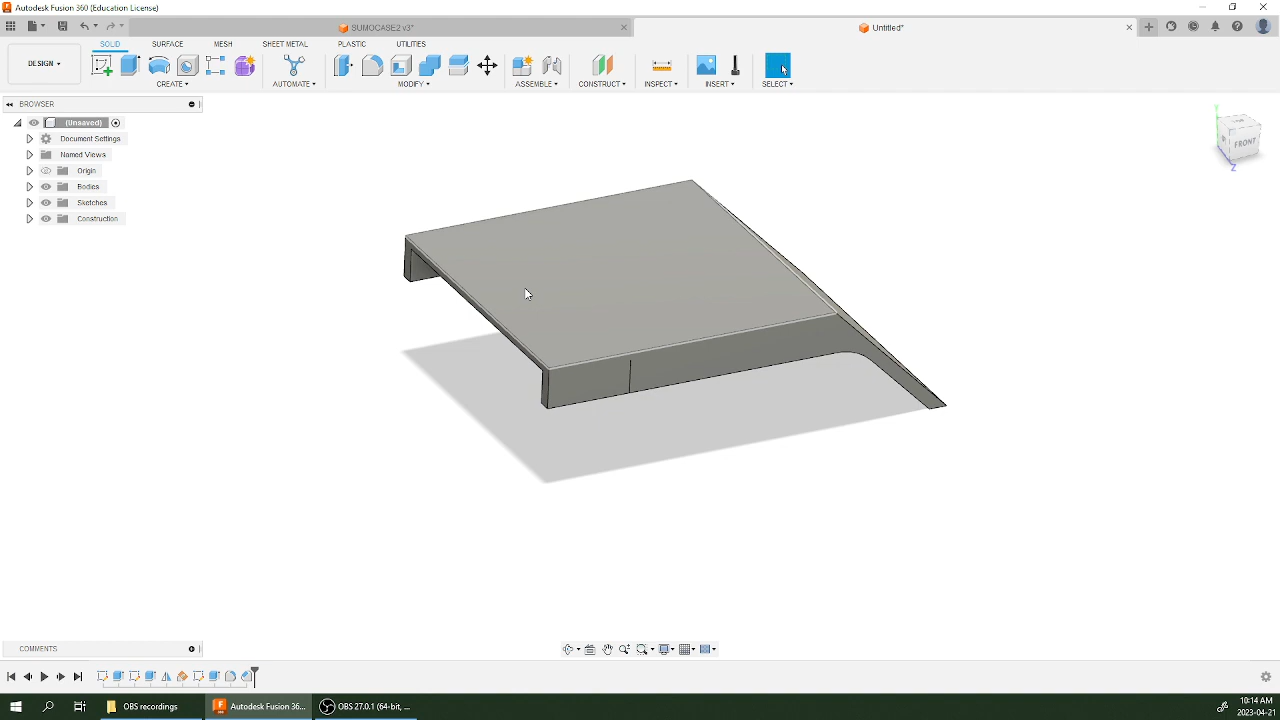 Autodesk Fusion 360 (Education License)
SUMOCASE2 v3*
Untitled*
DESIGN
SOLID
SURFACE
MESH
SHEET METAL
PLASTIC
UTILITIES
CREATE
AUTOMATE
MODIFY
ASSEMBLE
CONSTRUCT
INSPECT
INSERT
SELECT
BROWSER
(Unsaved)
Document Settings
Named Views
Origin
Bodies
Sketches
Construction
Y
FRONT
Z
COMMENTS
OBS recordings
Autodesk Fusion 36...
OBS 27.0.1 (64-bit, ...
10:14 AM
2023-04-21